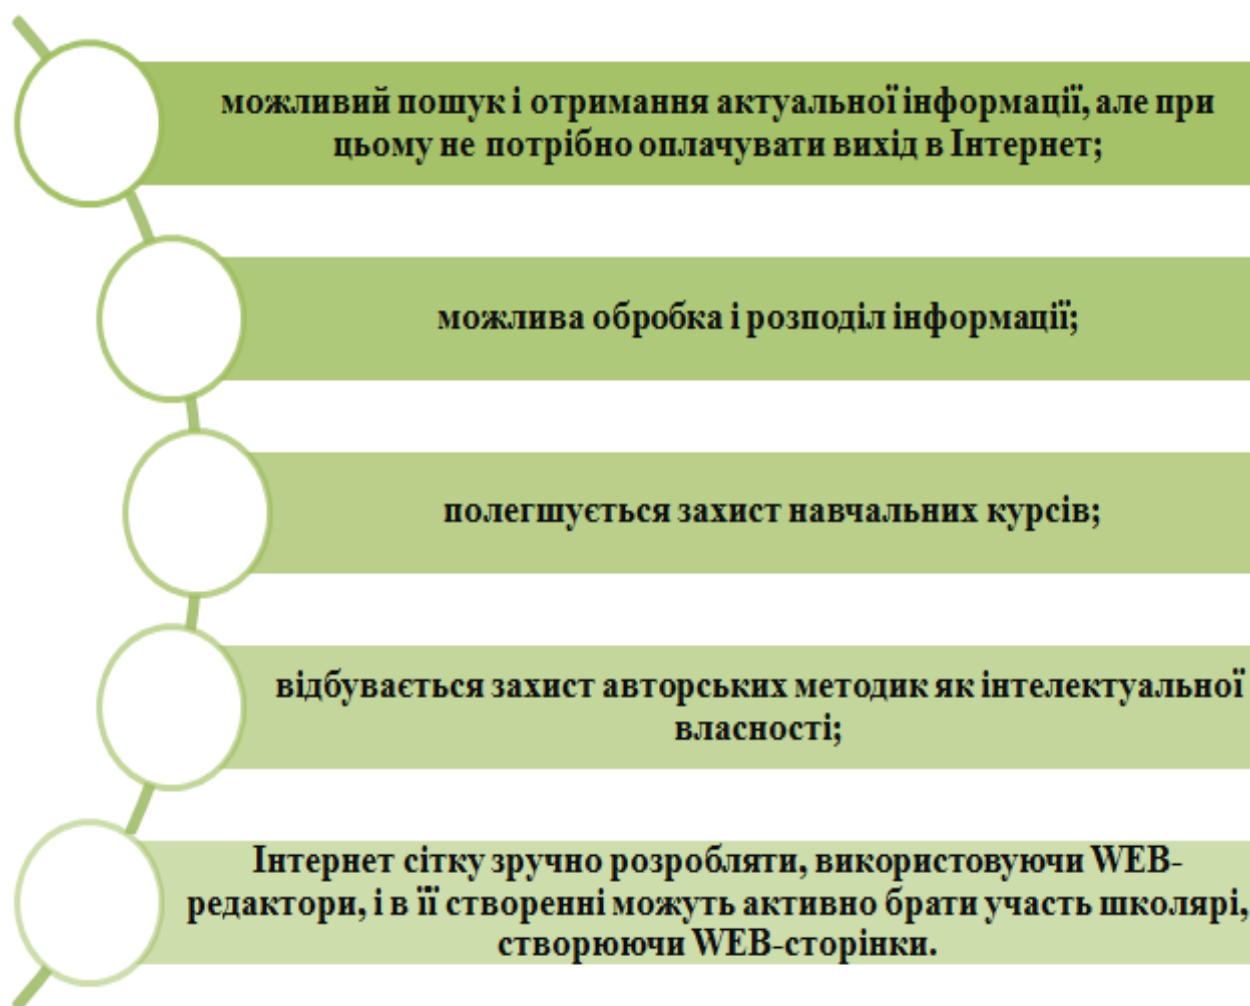 можливий пошук і отримання актуальної інформації, але при
цьому не потрібно оплачувати вихід в Інтернет;
можлива обробка і розподіл інформації;
полегшується захист навчальних курсів;
відбувається захист авторських методик як інтелектуальної
власності;
Інтернет сітку зручно розробляти, використовуючи WEB-
редактори, і в її створенні можуть активно брати участь школярі,
створюючи WEB-сторінки.